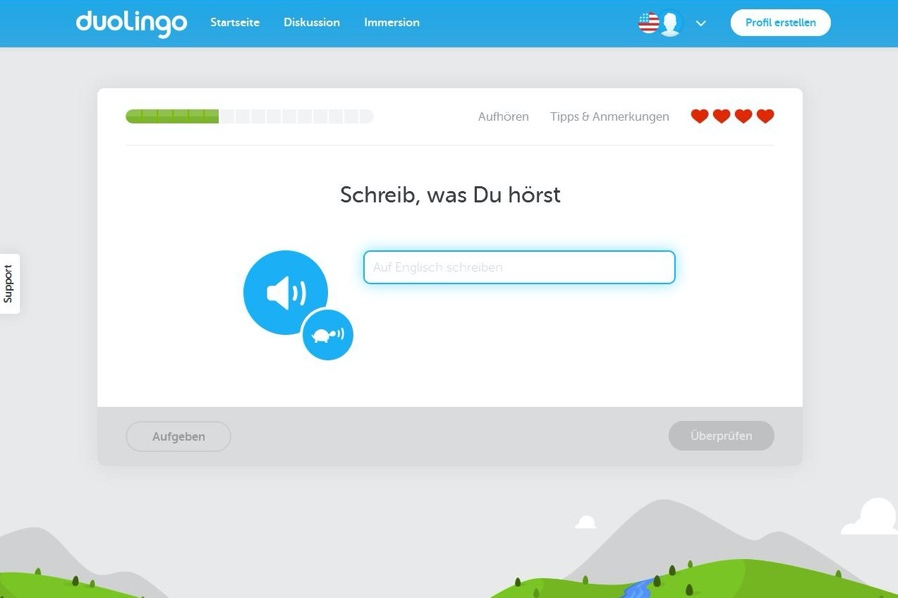 duolingo Startseite Diskussion Immersion Profil erstellen
Aufhören Tipps & Anmerkungen
Schreib, was Du hörst
Support
Auf Englisch schreiben
Aufgeben Überprüfen